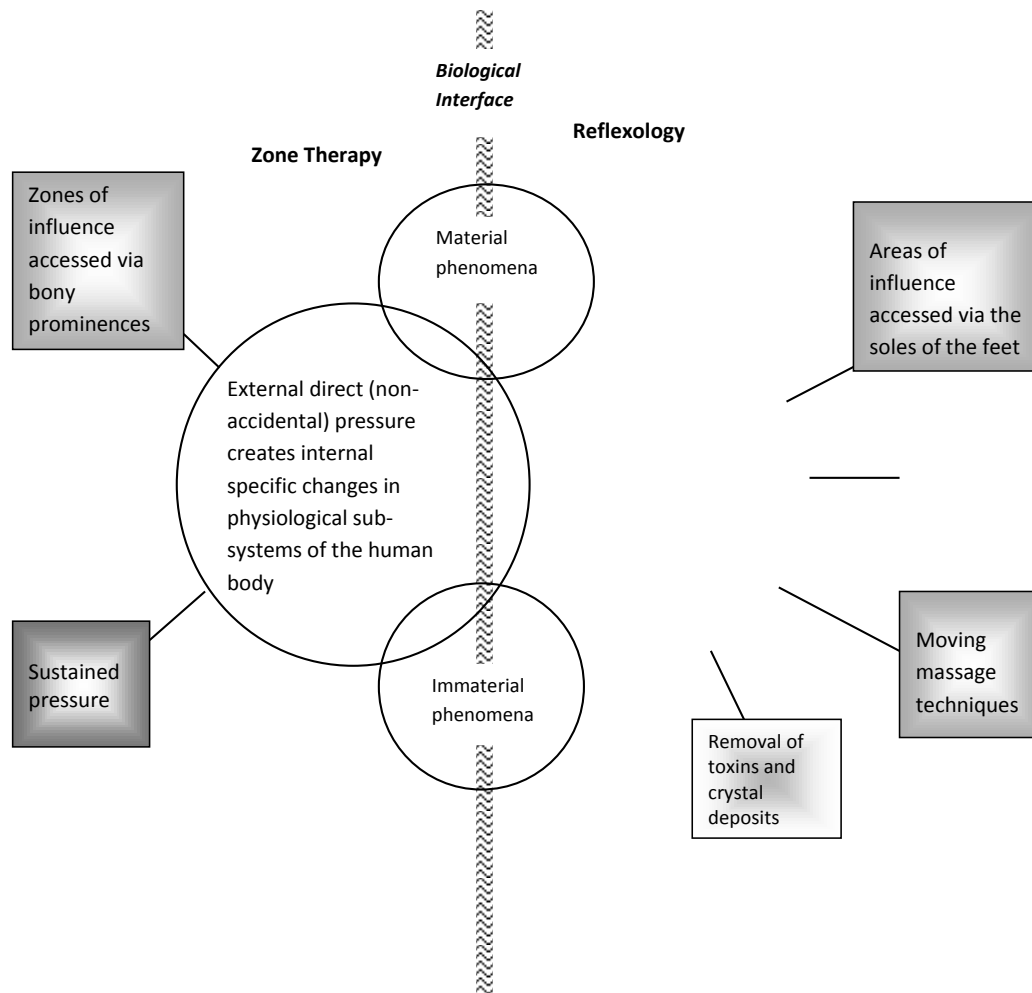 Biological
Interface
Reflexology
Zone Therapy
Zones of
influence
accessed via
bony
prominences
Material
phenomena
Areas of
influence
accessed via the
soles of the feet
External direct (non-
accidental) pressure
creates internal
specific changes in
physiological sub-
systems of the human
body
Sustained
pressure
Immaterial
phenomena
Moving
massage
techniques
Removal of
toxins and
crystal
deposits